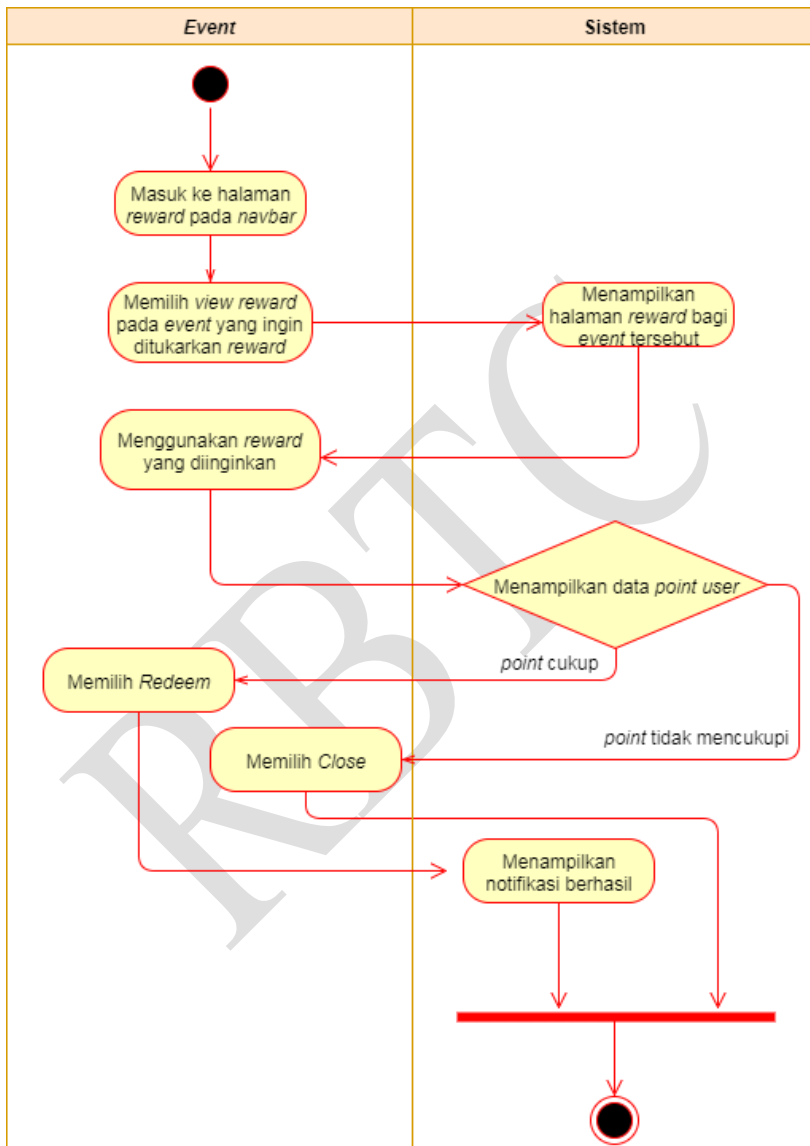 Event
Sistem
Masuk ke halaman
reward pada navbar
Memilih view reward
pada event yang ingin
ditukarkan reward
Menampilkan
halaman reward bagi
event tersebut
Menggunakan reward
yang diinginkan
Menampilkan data point user
point cukup
Memilih Redeem
point tidak mencukupi
Memilih Close
Menampilkan
notifikasi berhasil
RBTC